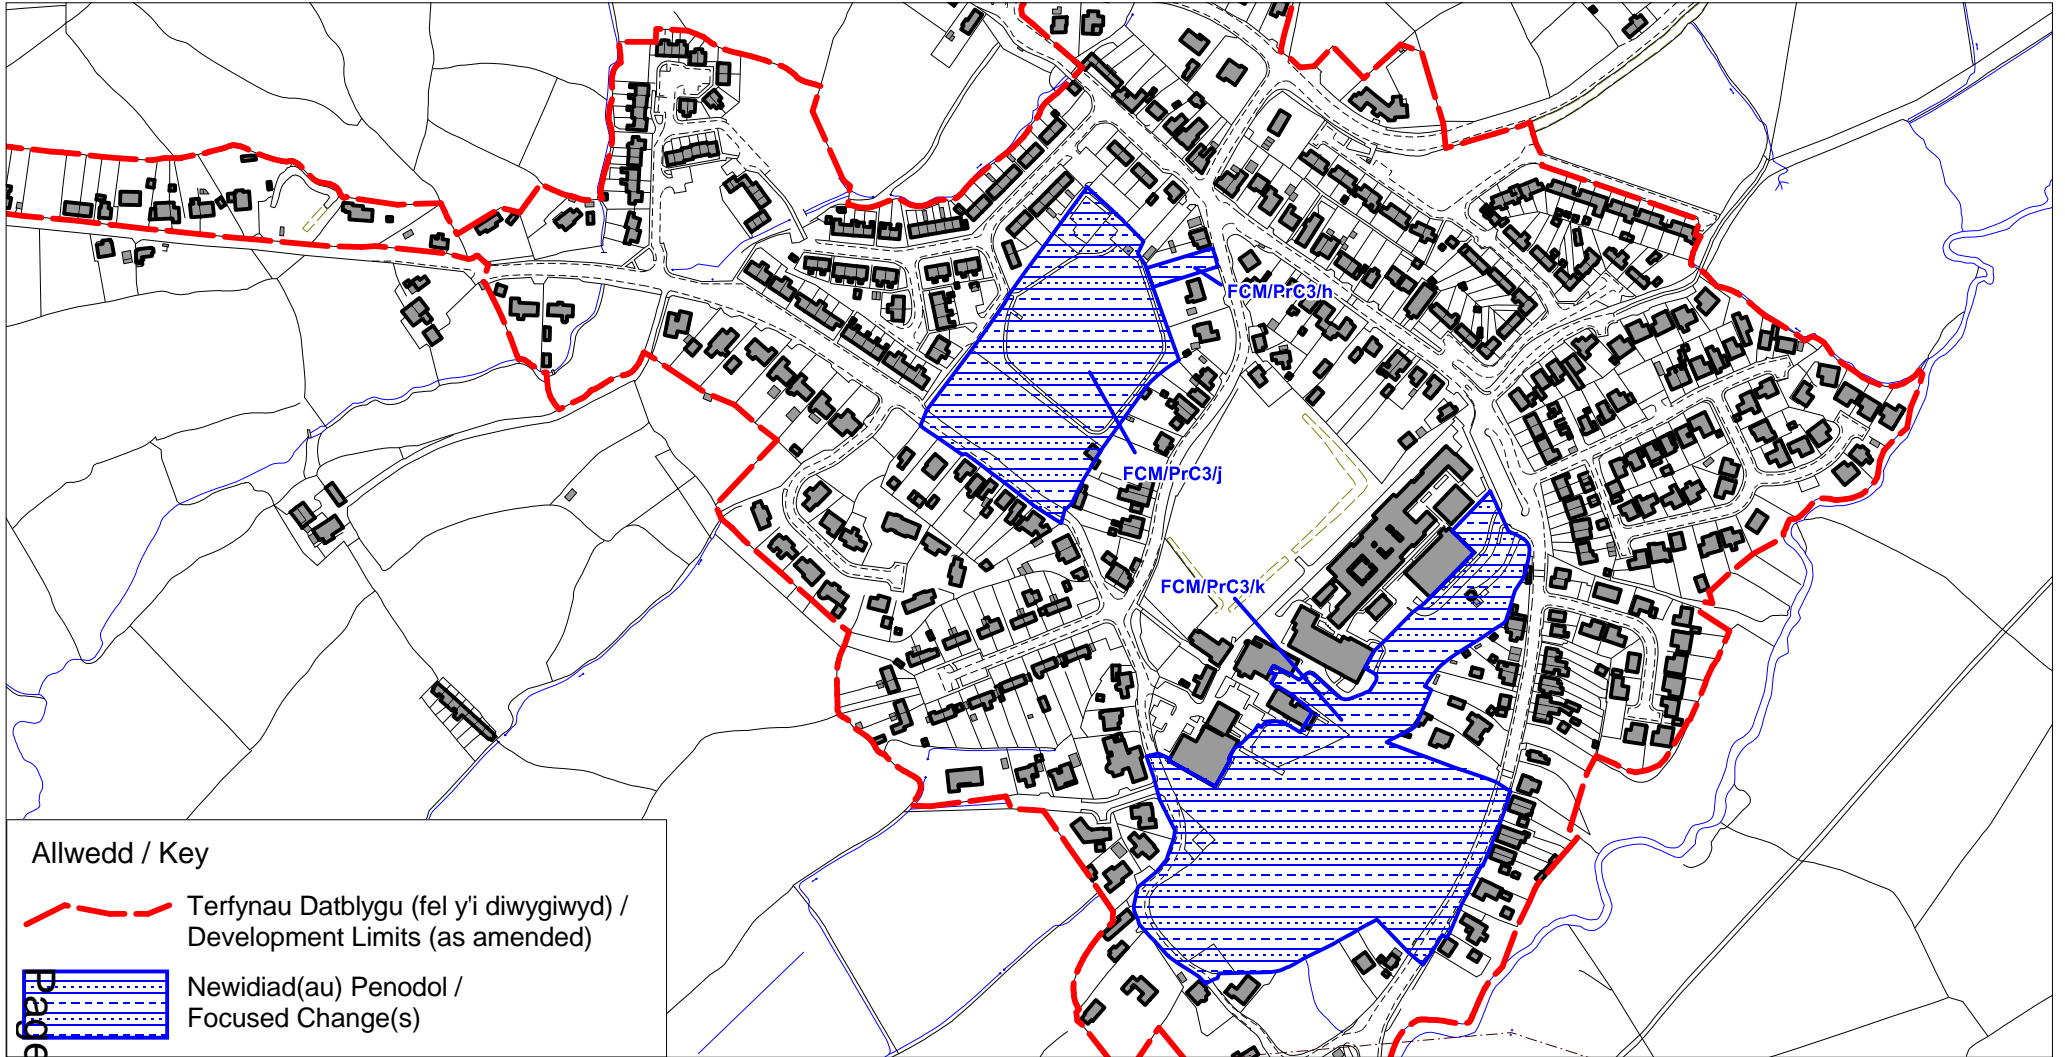 FCM/PrC3/h
FCM/PrC3/j
FCM/PrC3/k
Allwedd / Key
Terfynau Datblygu (fel y'i diwygiwyd) /
Development Limits (as amended)
Newidiad(au) Penodol /
Focused Change(s)
Page